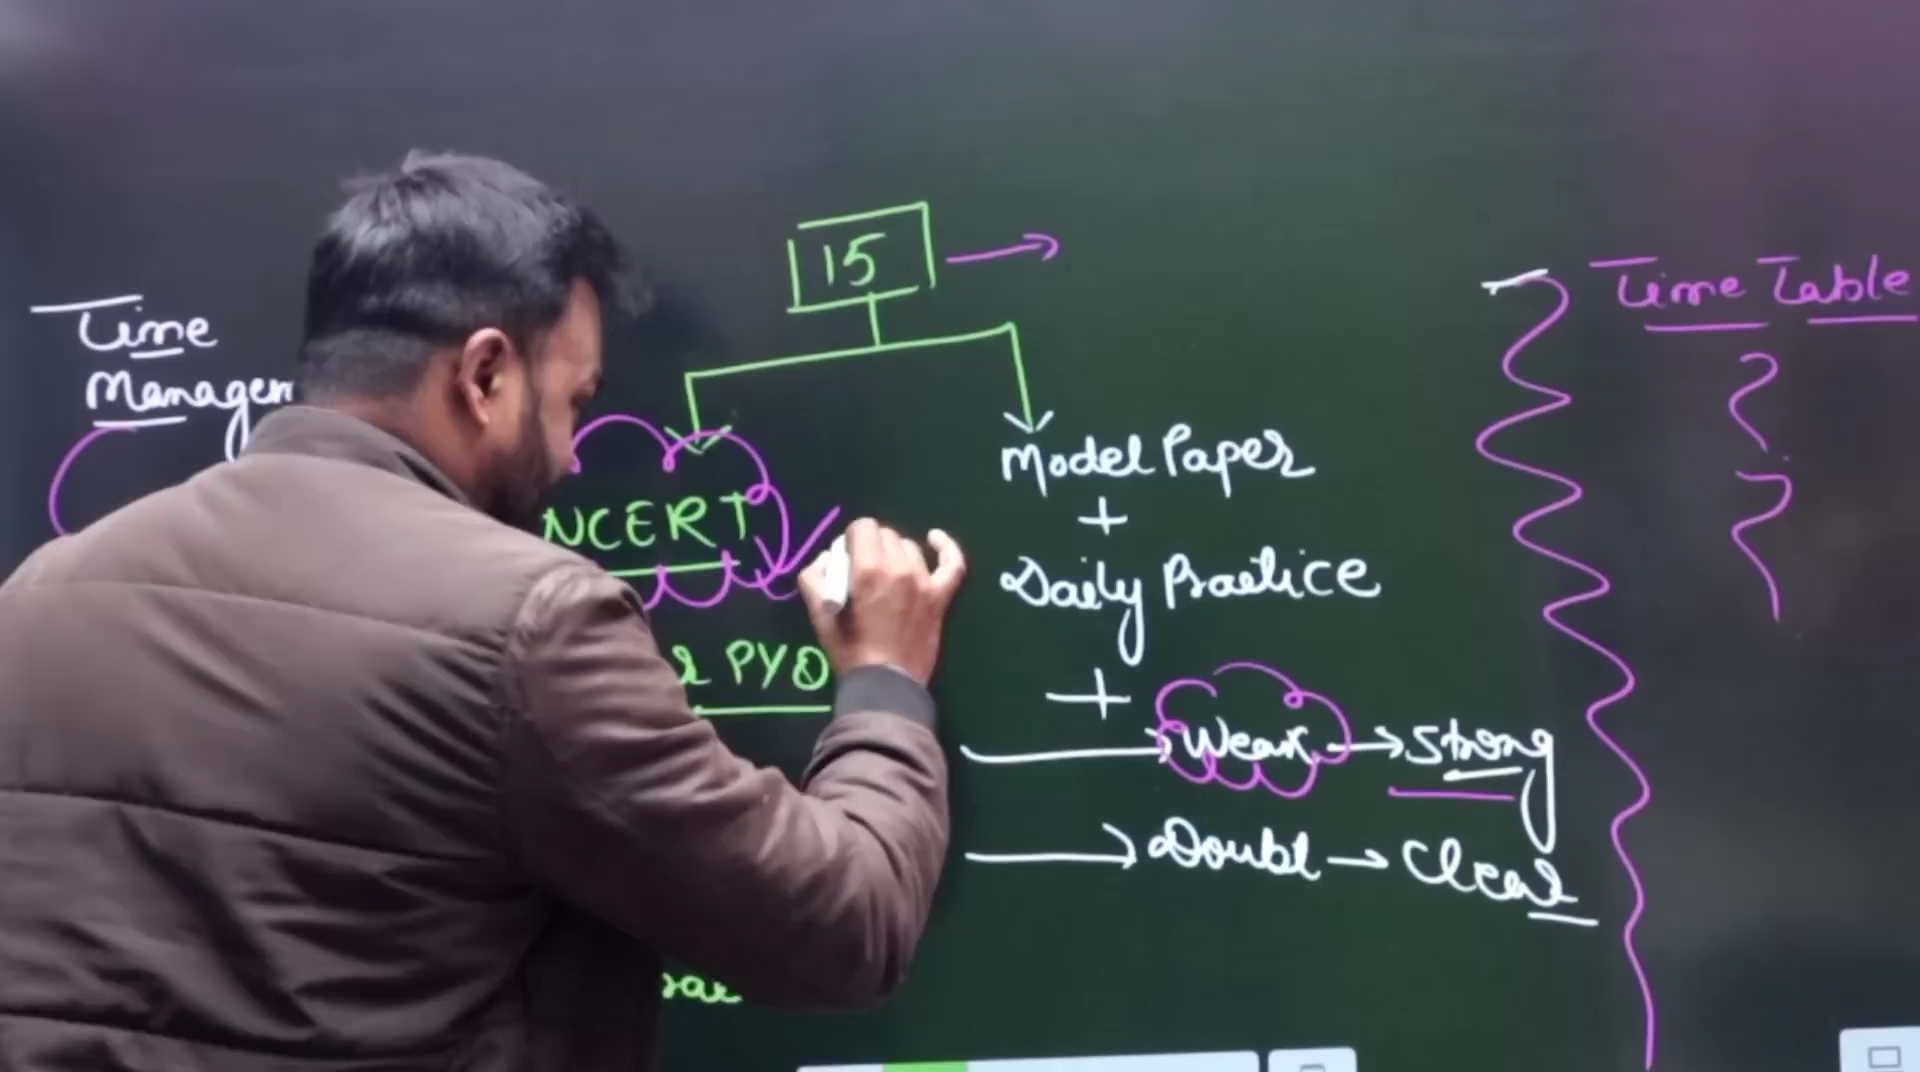 15
Time
Time Table
Model Paper
NCERT
+
Daily Practice
PYQ
+
Weak → Strong
Doubt → Clear